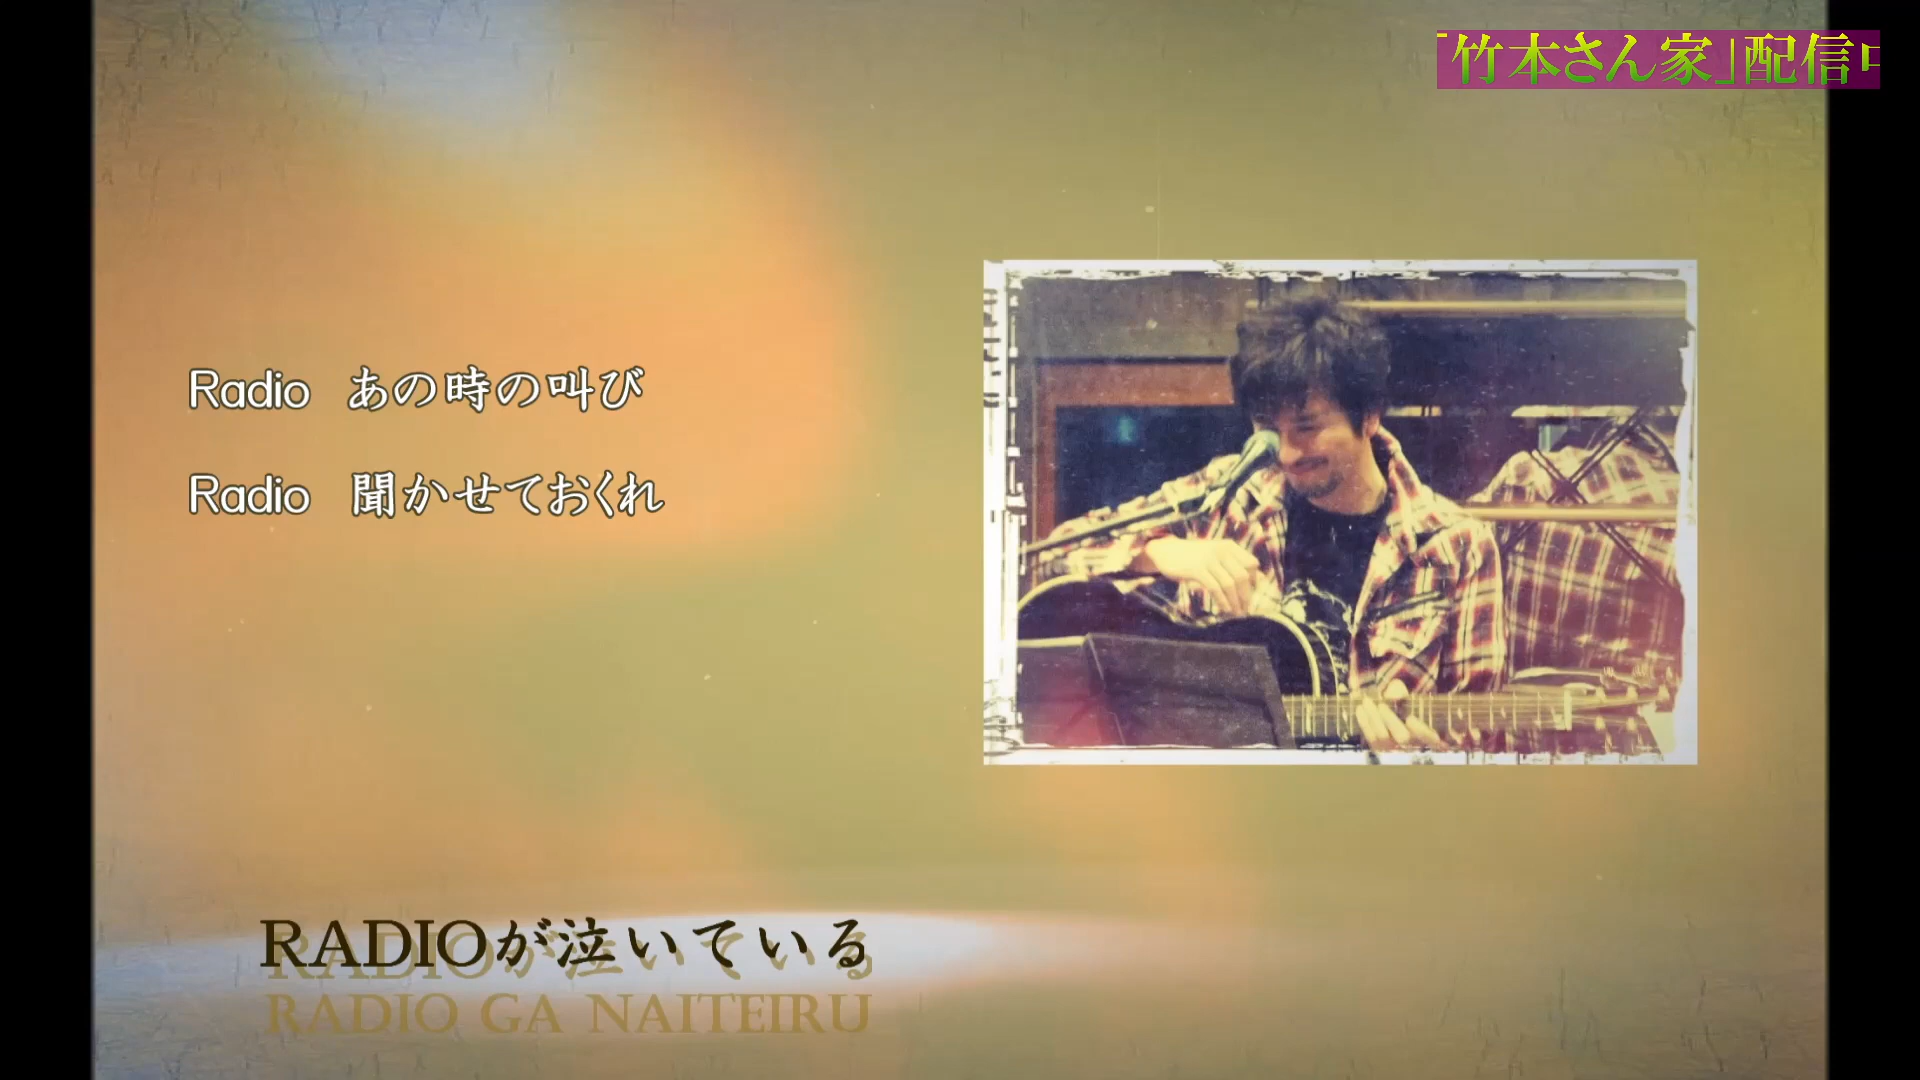 「竹本さん家」配信中
Radio あの時の叫び
Radio 聞かせておくれ
RADIOが泣いている
RADIO GA NAITEIRU